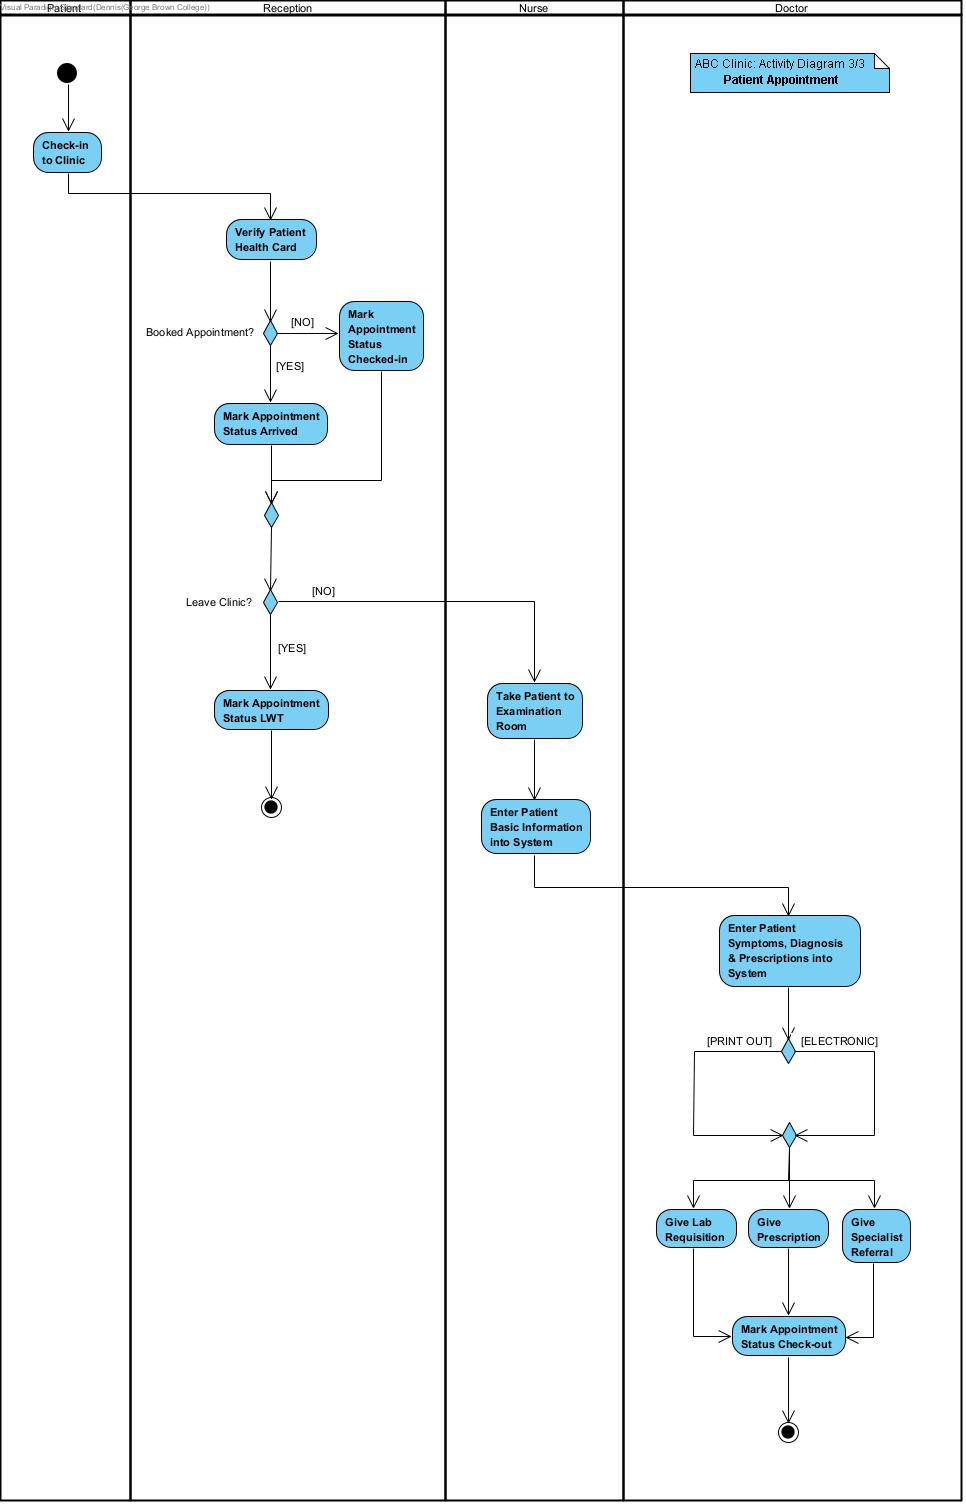 Visual Paradigm Standard(Dennis(George Brown College))
Patient
Reception
Nurse
Doctor
ABC Clinic: Activity Diagram 3/3
Patient Appointment
Check-in
to Clinic
Verify Patient
Health Card
Booked Appointment?
[NO]
Mark
Appointment
Status
Checked-in
[YES]
Mark Appointment
Status Arrived
Leave Clinic?
[NO]
[YES]
Mark Appointment
Status LWT
Take Patient to
Examination
Room
Enter Patient
Basic Information
into System
Enter Patient
Symptoms, Diagnosis
& Prescriptions into
System
[PRINT OUT]
[ELECTRONIC]
Give Lab
Requisition
Give
Prescription
Give
Specialist
Referral
Mark Appointment
Status Check-out